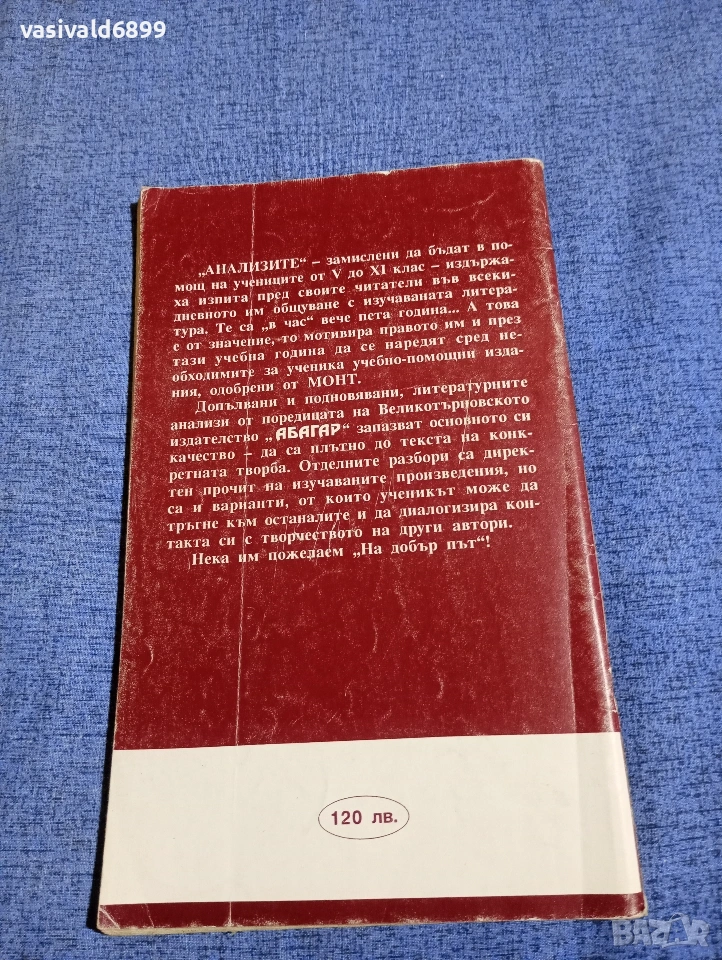 vasivald6899
„АНАЛИЗИТЕ“ – замислени да бъдат в по-
мощ на учениците от V до XI клас – издържа-
ха изпита пред своите читатели във всеки-
дневното им общуване с изучаваната литера-
тура. Те са „в час“ вече пета година... А това
е от значение, то мотивира правото им и през
тази учебна година да се наредят сред не-
обходимите за ученика учебно-помощни изда-
ния, одобрени от МОНТ.
Допълвани и подновявани, литературните
анализи от поредицата на Великотърновското
издателство „АБАГАР“ запазват основното си
качество – да са плътно до текста на конк-
ретната творба. Отделните разбори са дирек-
тен прочит на изучаваните произведения, но
са и варианти, от които ученикът може да
тръгне към останалите и да диалогизира кон-
такта си с творчеството на други автори.
Нека им пожелаем „На добър път“!
120 лв.
BAZAR